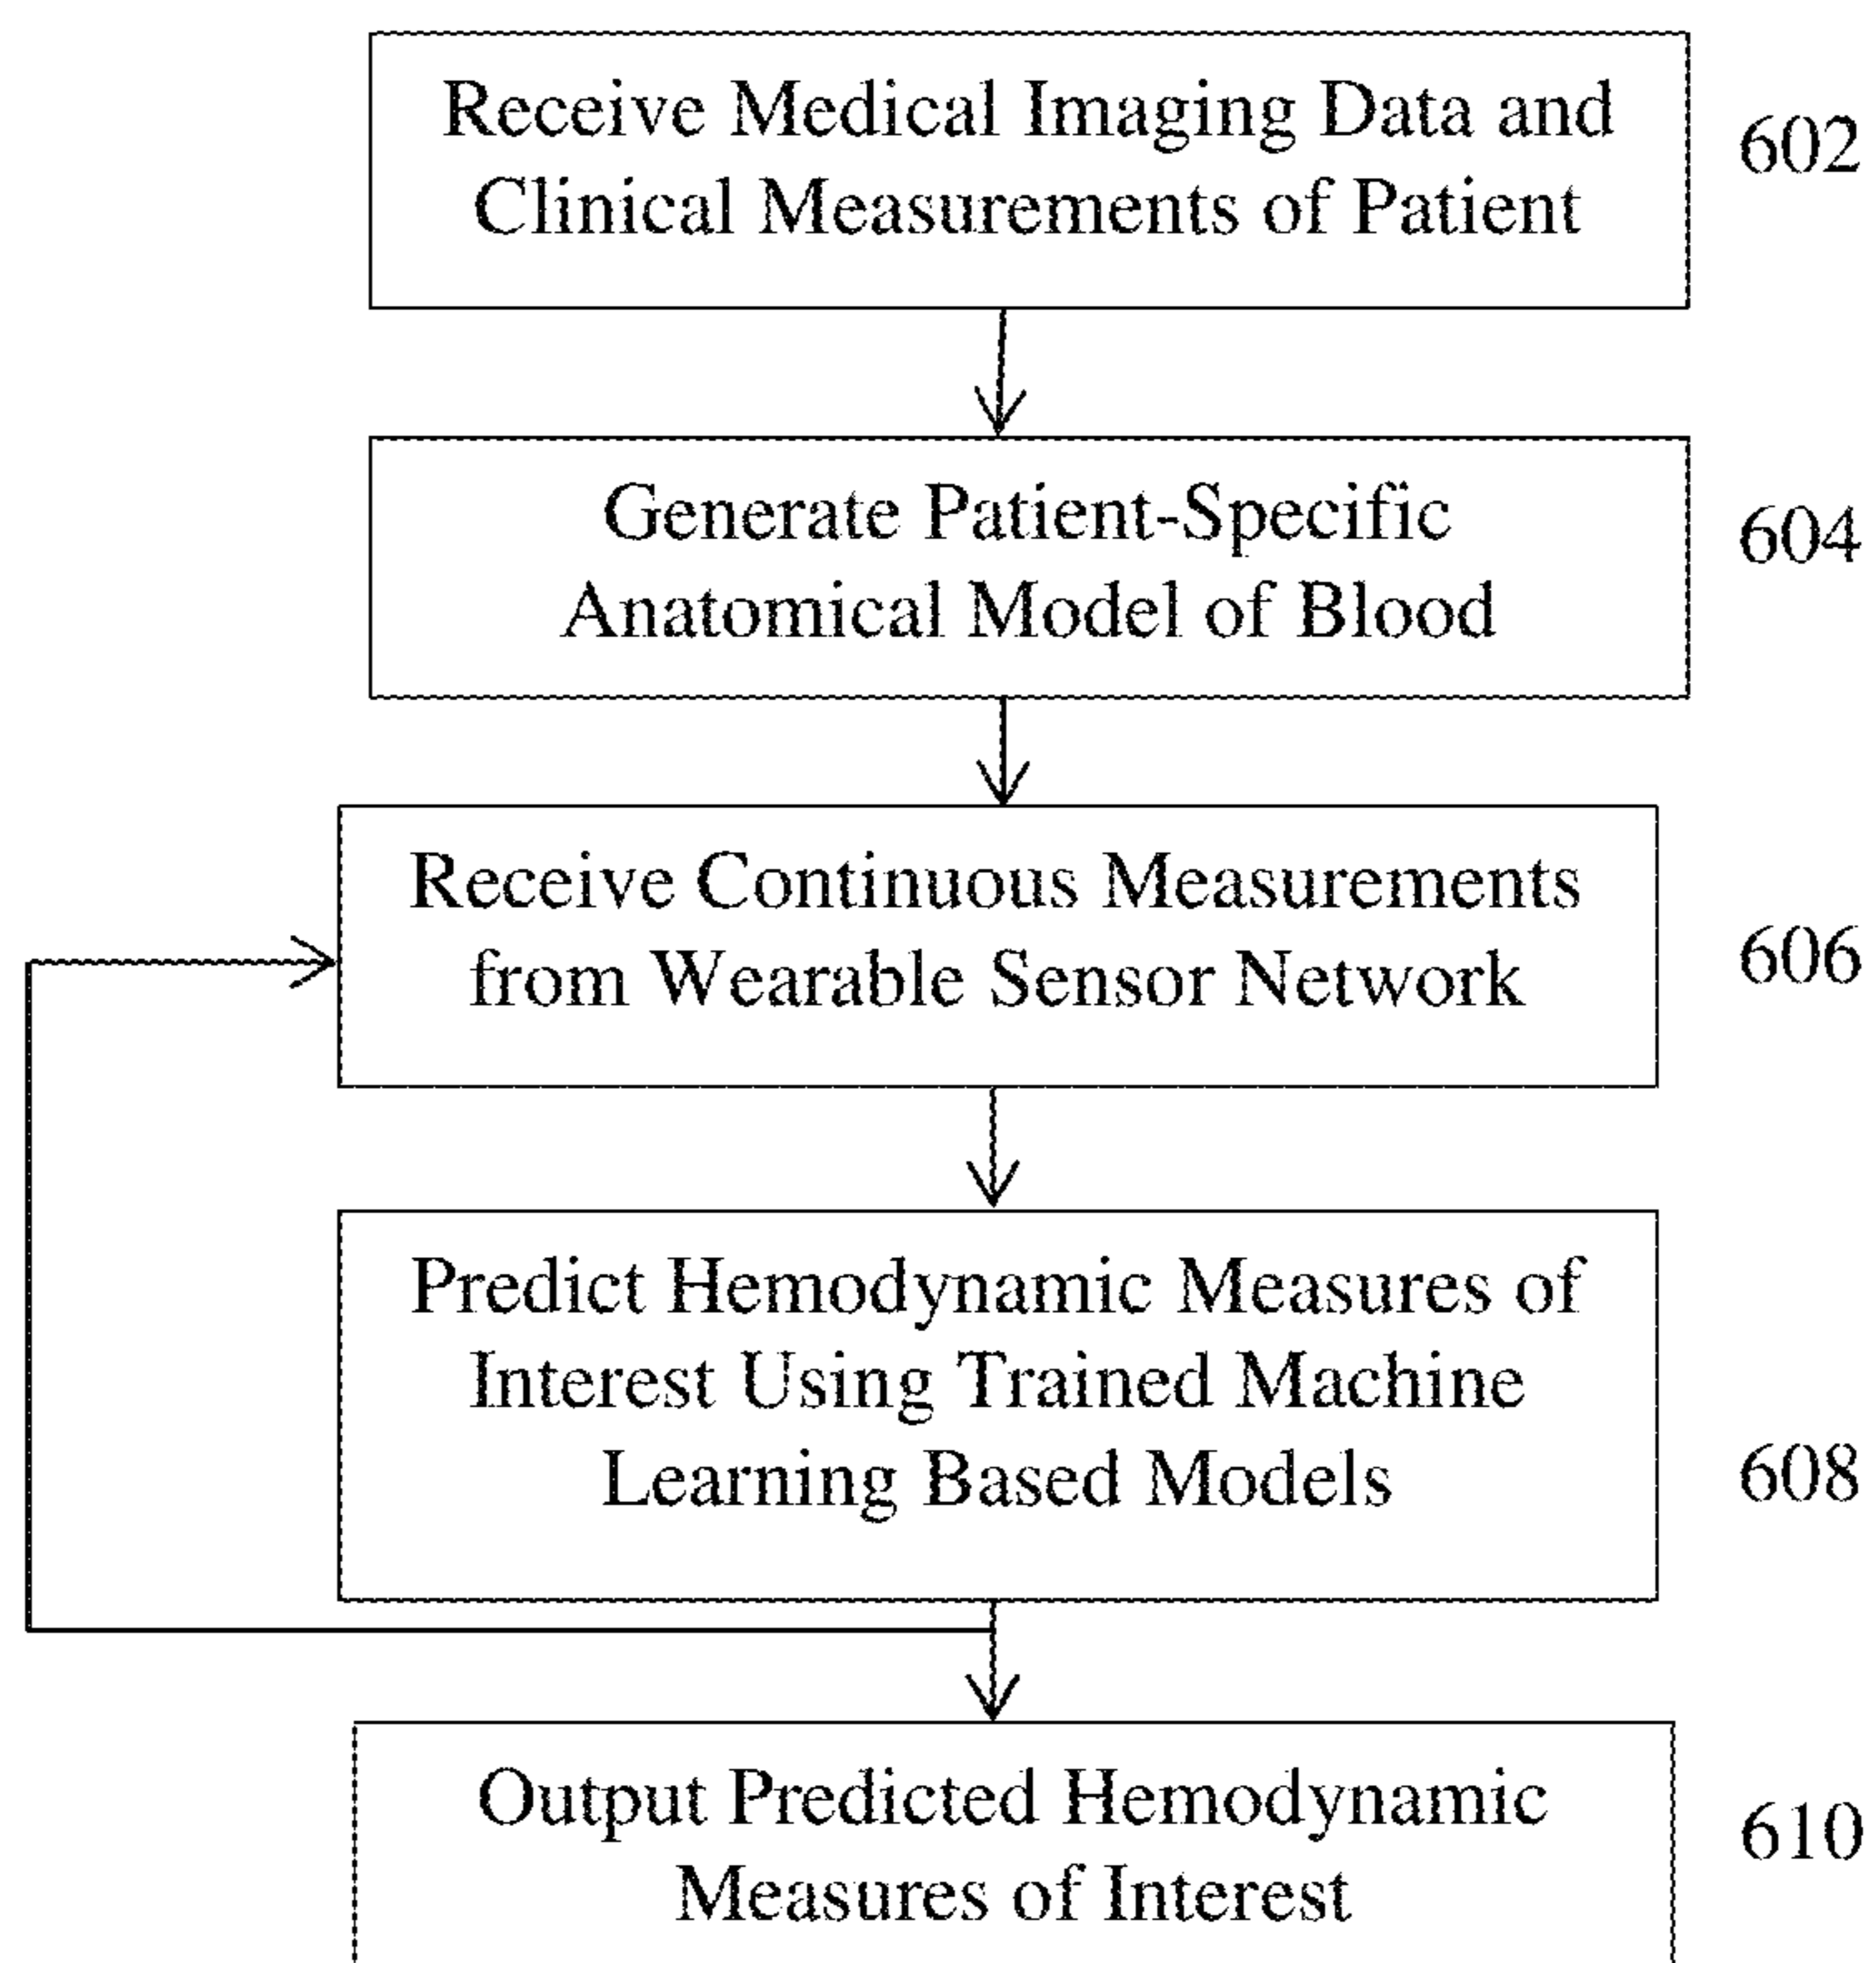 Receive Medical Imaging Data and
Clinical Measurements of Patient
602
Generate Patient-Specific
Anatomical Model of Blood
604
Receive Continuous Measurements
from Wearable Sensor Network
606
Predict Hemodynamic Measures of
Interest Using Trained Machine
Learning Based Models
608
Output Predicted Hemodynamic
Measures of Interest
610